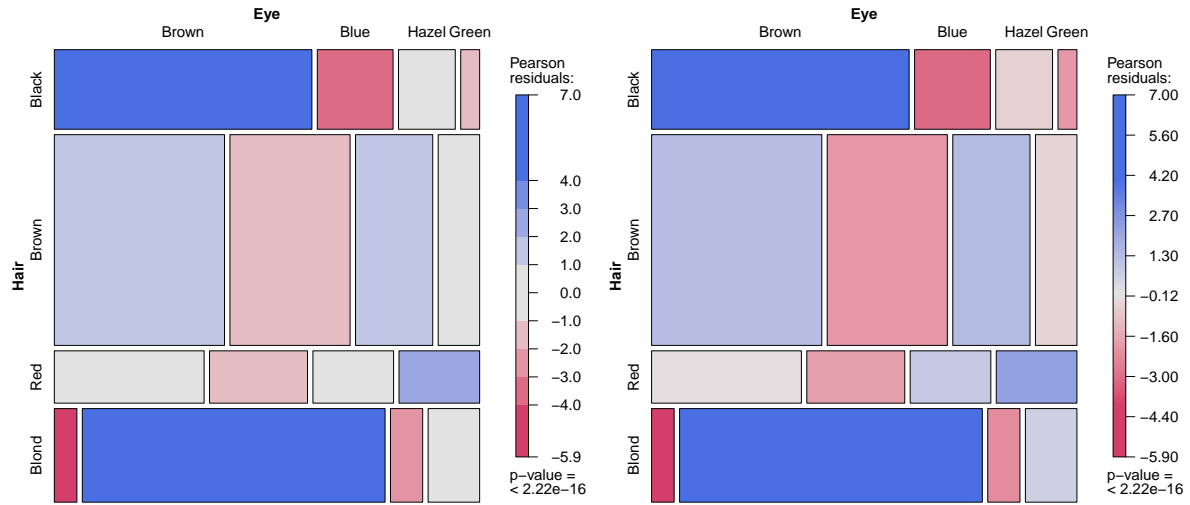 Eye
Brown Blue Hazel Green
Hair
Black
Brown
Red
Blond
Pearson
residuals:
7.0
4.0
3.0
2.0
1.0
0.0
−1.0
−2.0
−3.0
−4.0
−5.9
p−value =
< 2.22e−16
Eye
Brown Blue Hazel Green
Hair
Black
Brown
Red
Blond
Pearson
residuals:
7.00
5.60
4.20
2.70
1.30
−0.12
−1.60
−3.00
−4.40
−5.90
p−value =
< 2.22e−16